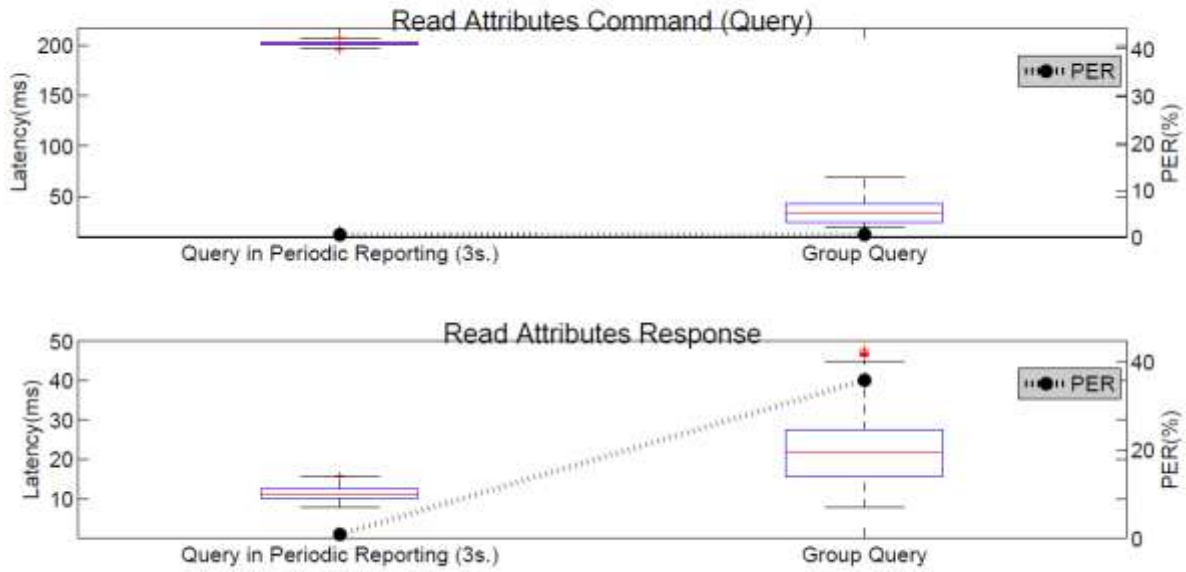 Read Attributes Command (Query)
200
150
100
50
Latency(ms)
40
30
20
10
0
PER(%)
PER
Query in Periodic Reporting (3s.)
Group Query
Read Attributes Response
50
40
30
20
10
Latency(ms)
40
20
0
PER(%)
PER
Query in Periodic Reporting (3s.)
Group Query